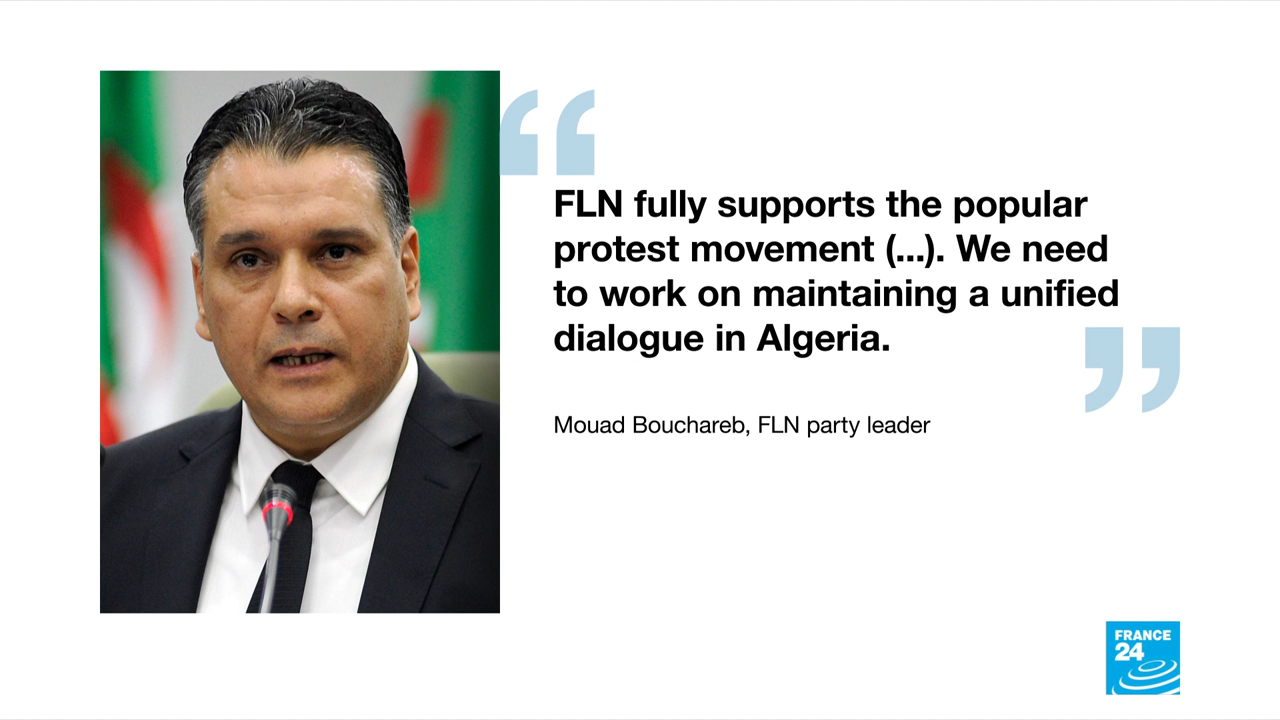 “
FLN fully supports the popular
protest movement (...). We need
to work on maintaining a unified
dialogue in Algeria.
”
Mouad Bouchareb, FLN party leader
FRANCE
24